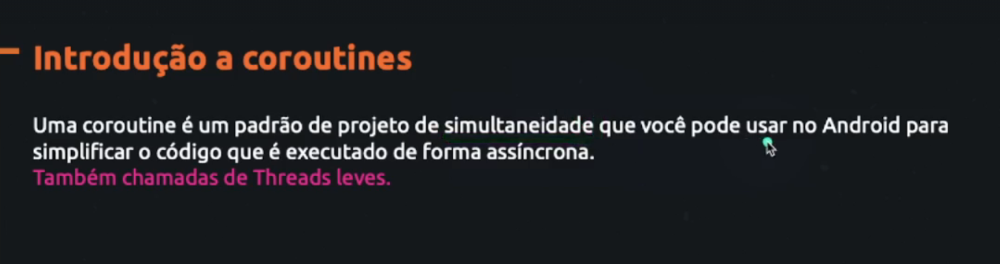 Introdução a coroutines
Uma coroutine é um padrão de projeto de simultaneidade que você pode usar no Android para
simplificar o código que é executado de forma assíncrona.
Também chamadas de Threads leves.